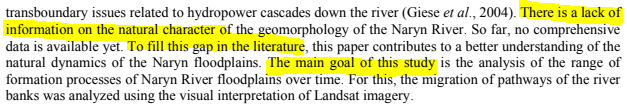 transboundary issues related to hydropower cascades down the river (Giese et al., 2004). There is a lack of
information on the natural character of the geomorphology of the Naryn River. So far, no comprehensive
data is available yet. To fill this gap in the literature, this paper contributes to a better understanding of the
natural dynamics of the Naryn floodplains. The main goal of this study is the analysis of the range of
formation processes of Naryn River floodplains over time. For this, the migration of pathways of the river
banks was analyzed using the visual interpretation of Landsat imagery.